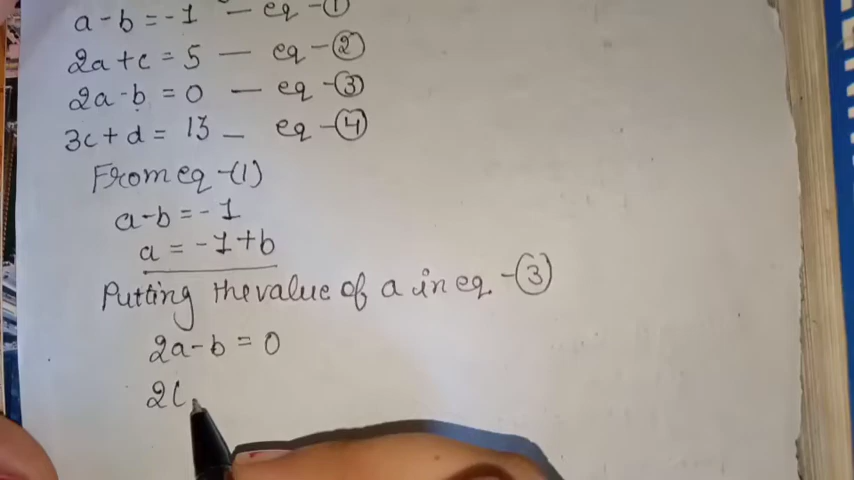 a-b=-1 — eq-①
2a+c=5 — eq-②
2a-b=0 — eq-③
3c+d=13 — eq-④
From eq-(1)
a-b=-1
a=-1+b
Putting the value of a in eq.-③
2a-b=0
2(